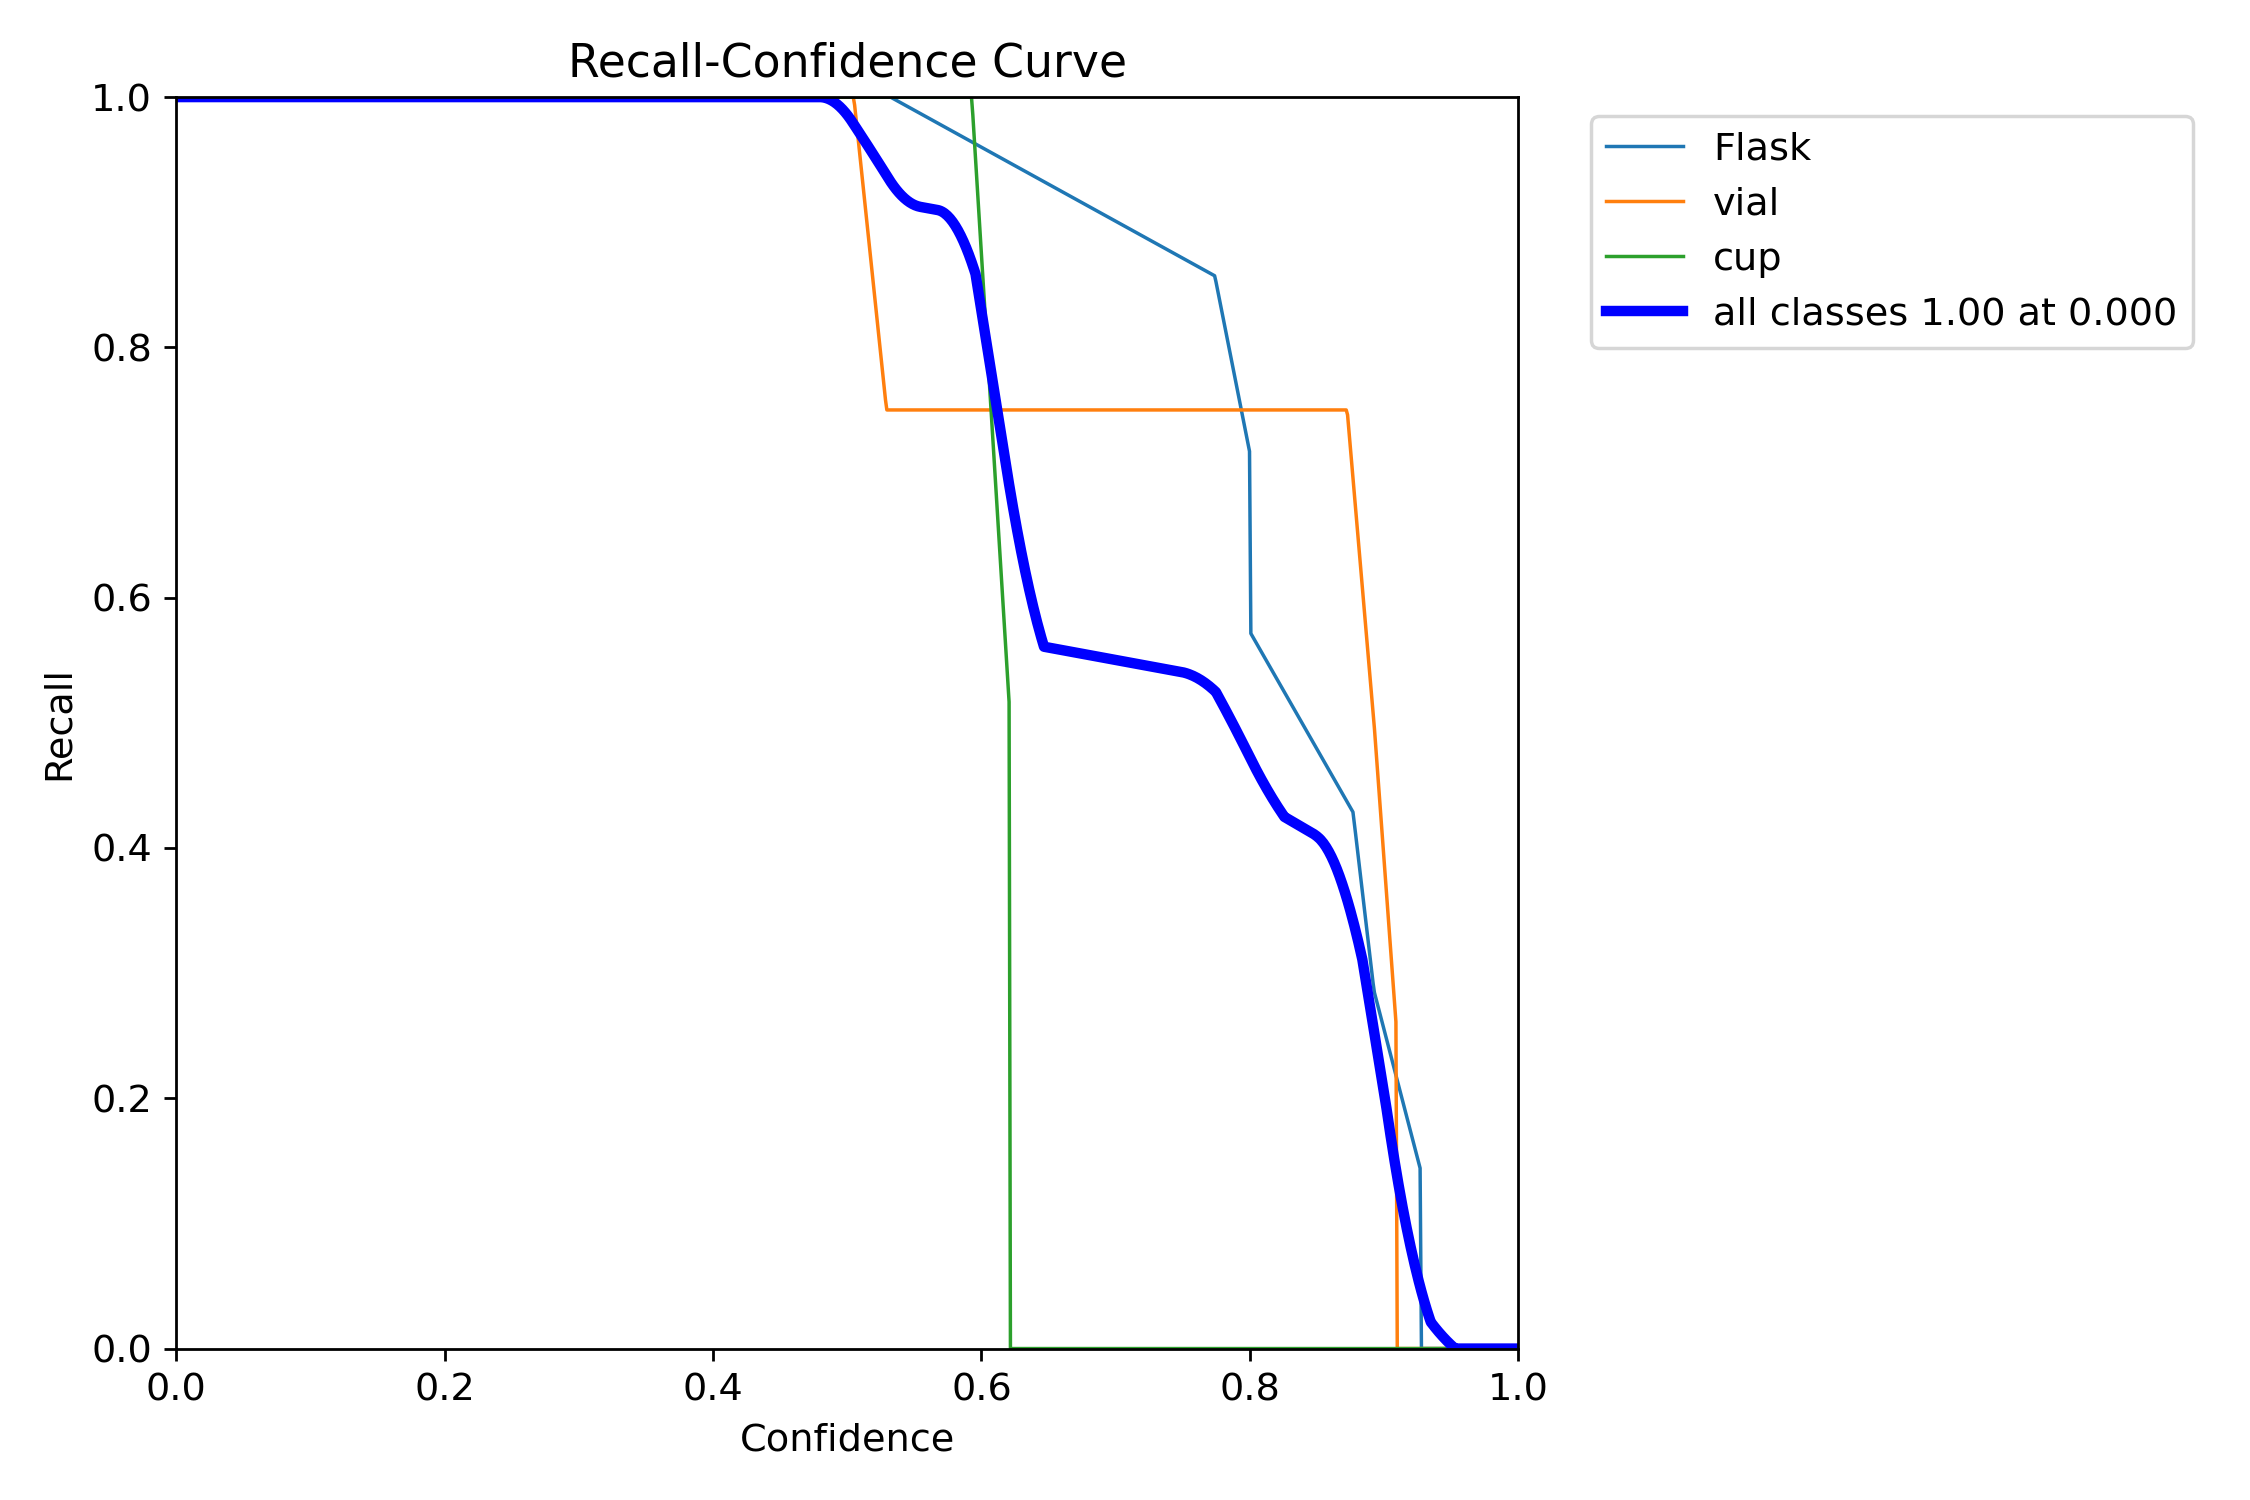 Recall-Confidence Curve
1.0
0.8
0.6
0.4
0.2
0.0
Recall
0.0 0.2 0.4 0.6 0.8 1.0
Confidence
Flask
vial
cup
all classes 1.00 at 0.000